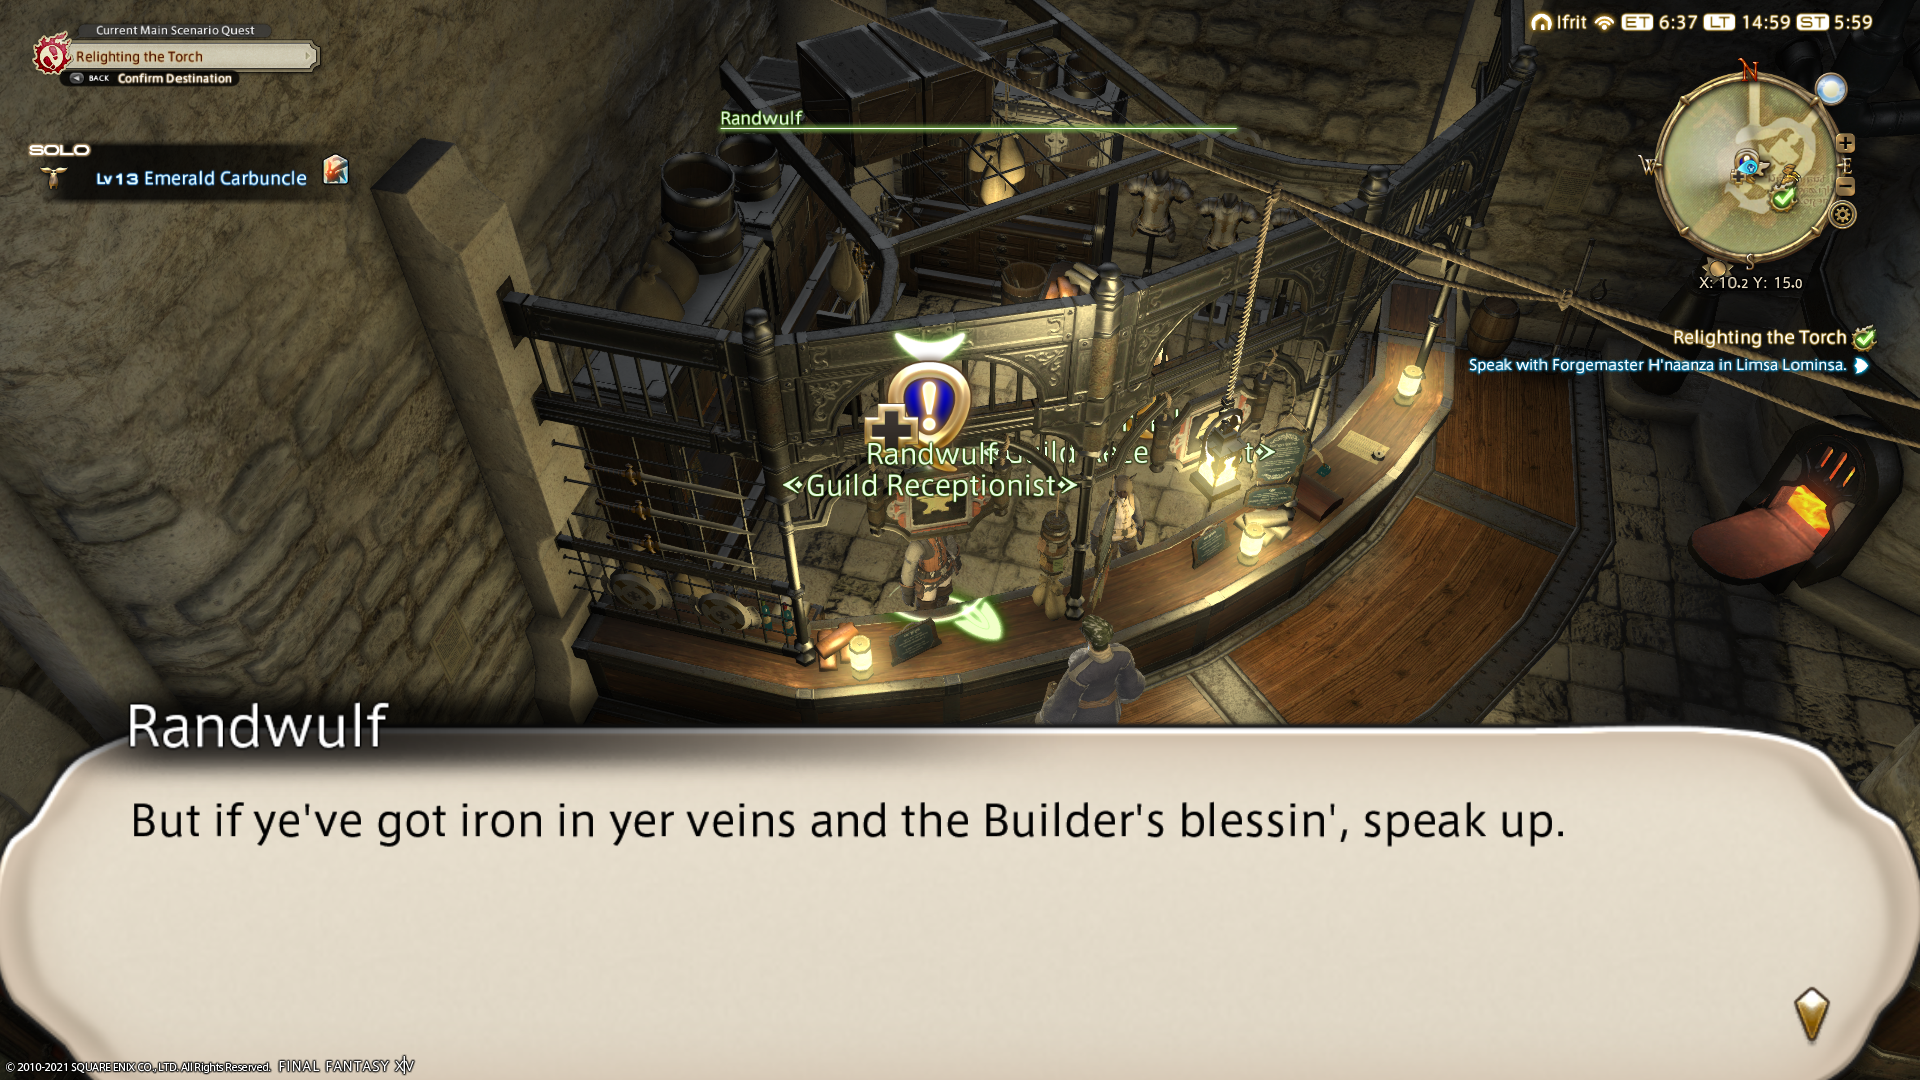 Current Main Scenario Quest
Relighting the Torch
BACK Confirm Destination
SOLO
Lv13 Emerald Carbuncle
Ifrit ET 6:37 LT 14:59 ST 5:59
N
W
E
S
X: 10.2 Y: 15.0
Relighting the Torch
Speak with Forgemaster H'naanza in Limsa Lominsa.
Randwulf
Randwulf
Guild Receptionist
Randwulf
But if ye've got iron in yer veins and the Builder's blessin', speak up.
© 2010-2021 SQUARE ENIX CO., LTD. All Rights Reserved. FINAL FANTASY XIV